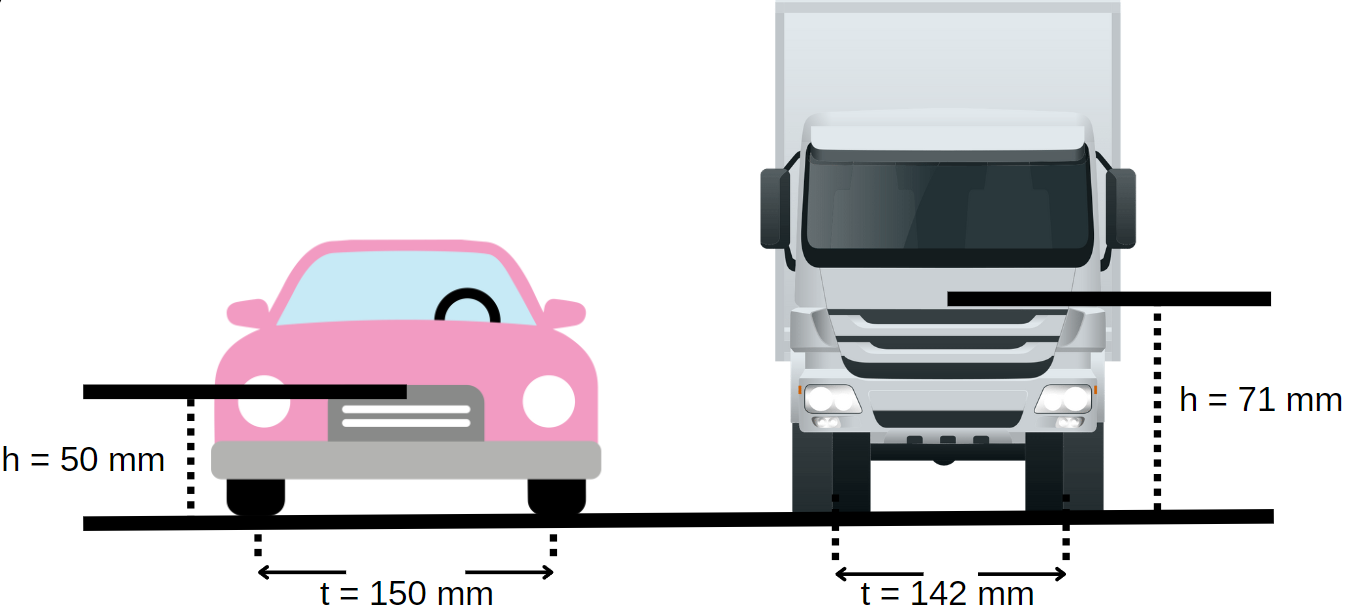 h = 50 mm
t = 150 mm
h = 71 mm
t = 142 mm